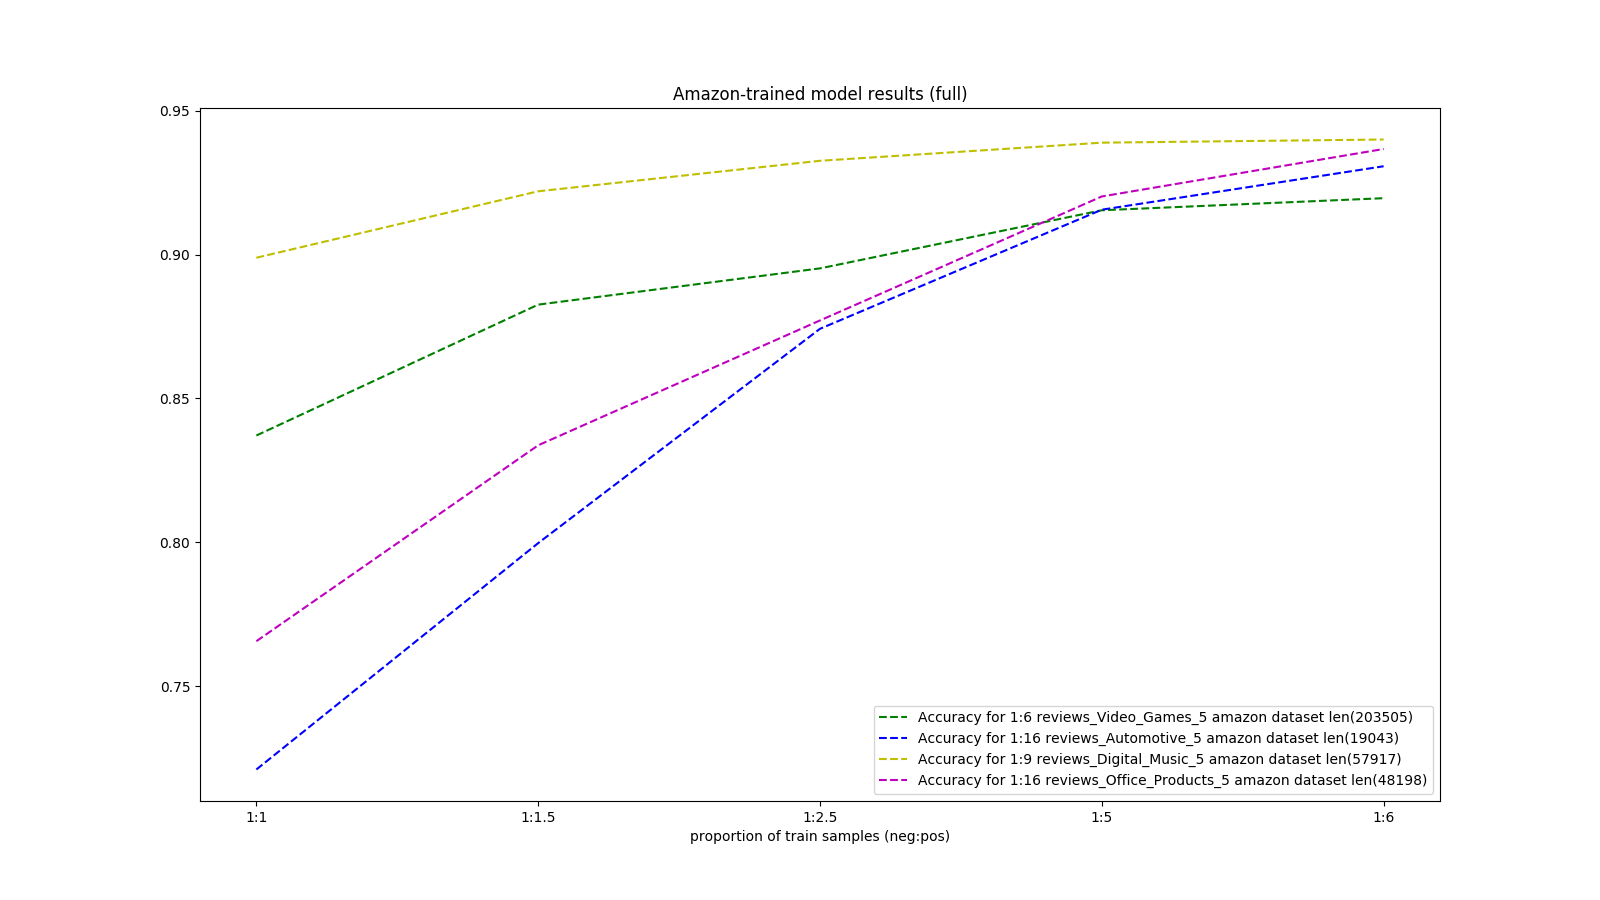 Amazon-trained model results (full)
0.95
0.90
0.85
0.80
0.75
Accuracy for 1:6 reviews_Video_Games_5 amazon dataset len(203505)
Accuracy for 1:16 reviews_Automotive_5 amazon dataset len(19043)
Accuracy for 1:9 reviews_Digital_Music_5 amazon dataset len(57917)
Accuracy for 1:16 reviews_Office_Products_5 amazon dataset len(48198)
1:1 1:1.5 1:2.5 1:5 1:6
proportion of train samples (neg:pos)